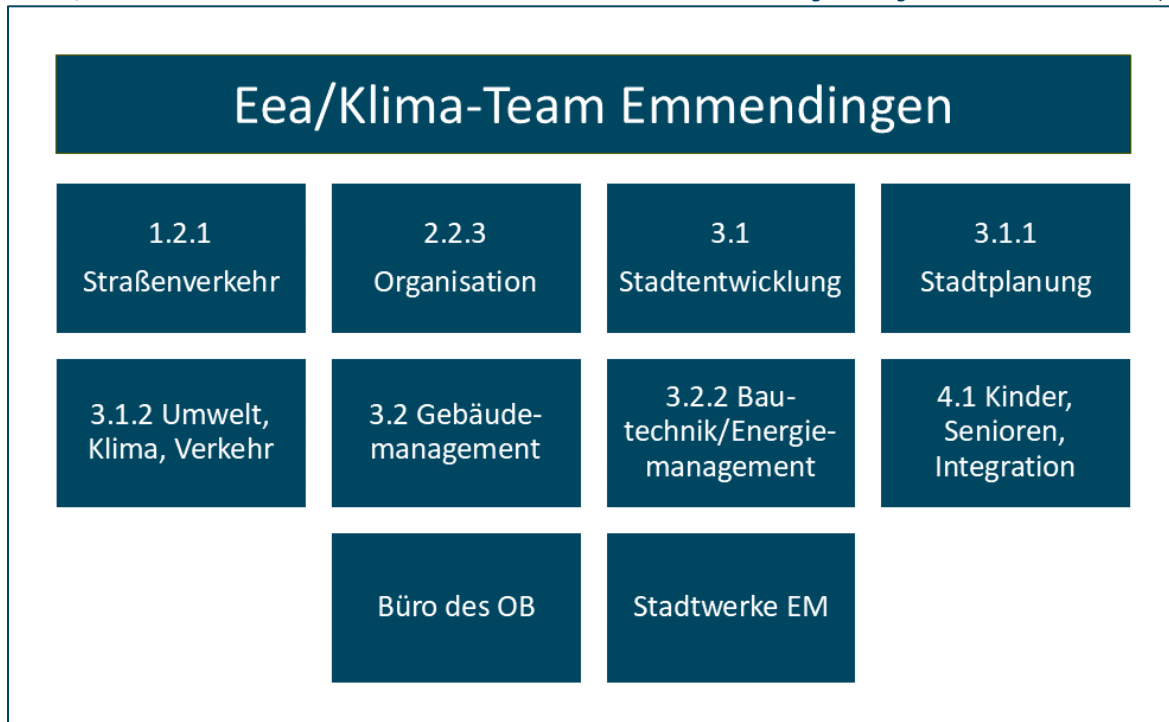 Eea/Klima-Team Emmendingen
1.2.1
Straßenverkehr
2.2.3
Organisation
3.1
Stadtentwicklung
3.1.1
Stadtplanung
3.1.2 Umwelt,
Klima, Verkehr
3.2 Gebäude-
management
3.2.2 Bau-
technik/Energie-
management
4.1 Kinder,
Senioren,
Integration
Büro des OB
Stadtwerke EM